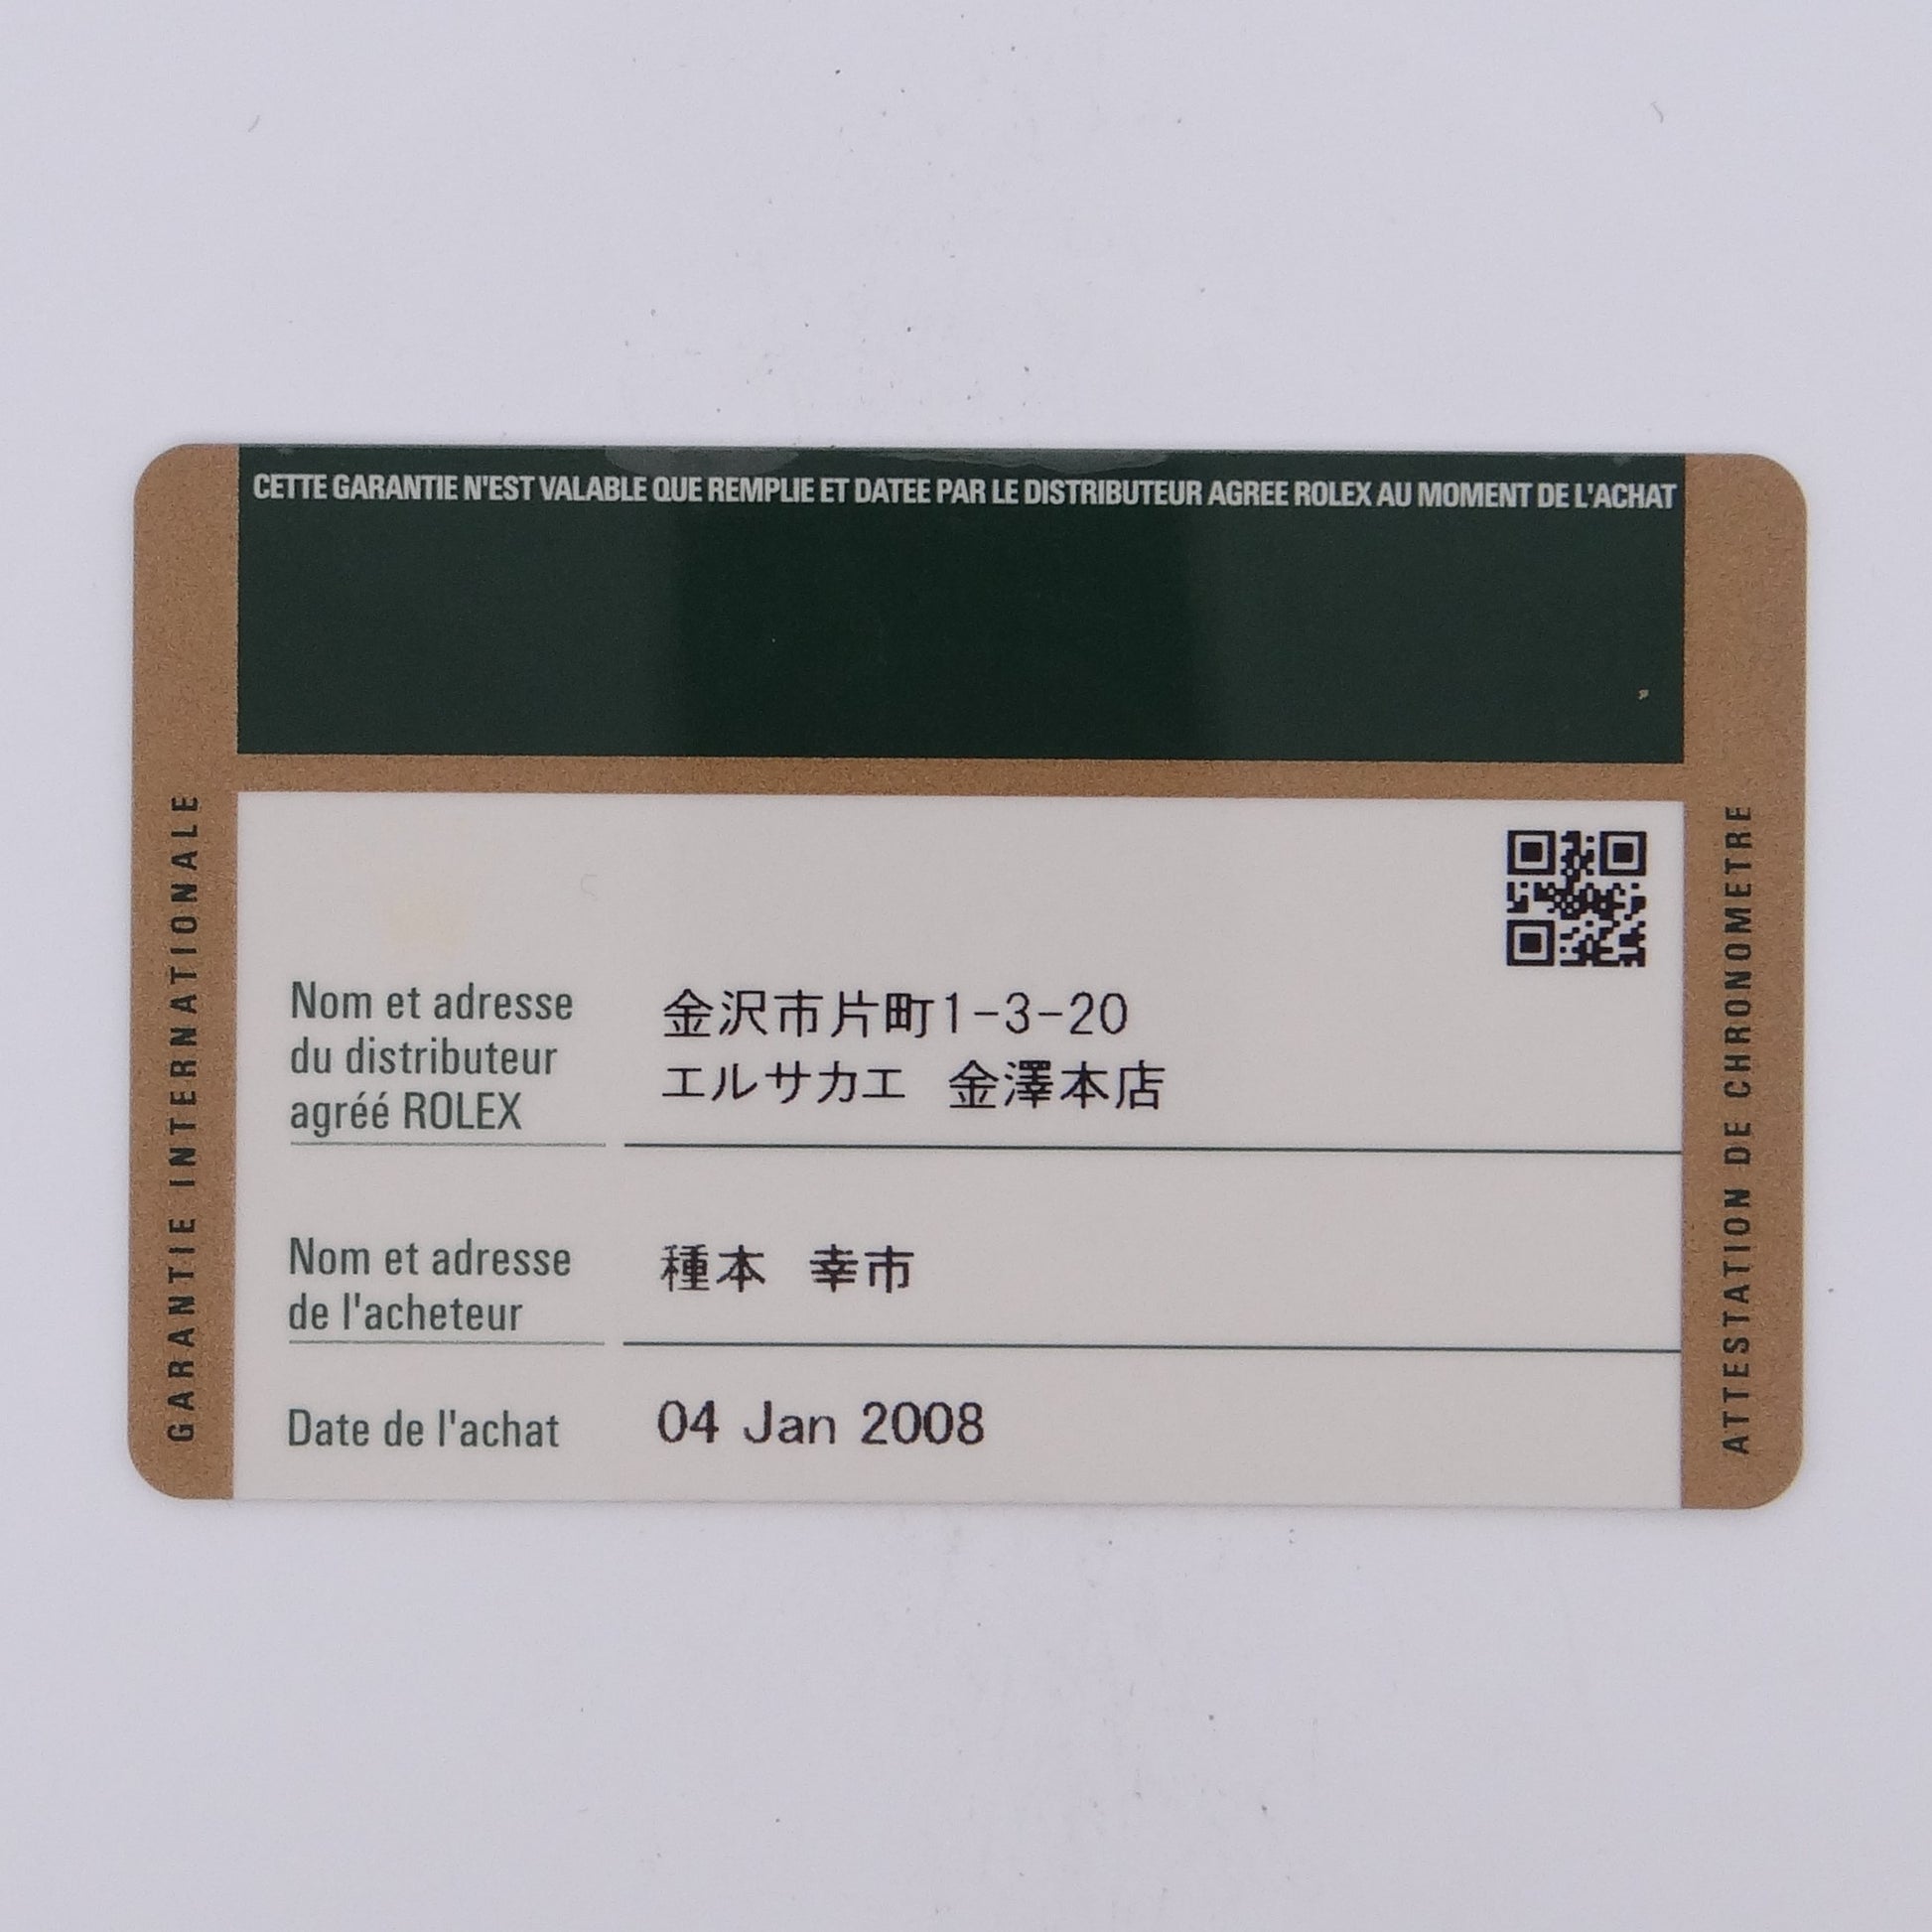 CETTE GARANTIE N'EST VALABLE QUE REMPLIE ET DATEE PAR LE DISTRIBUTEUR AGREE ROLEX AU MOMENT DE L'ACHAT
GARANTIE INTERNATIONALE
Nom et adresse
du distributeur
agréé ROLEX
金沢市片町1-3-20
エルサカエ 金澤本店
Nom et adresse
de l'acheteur
種本 幸市
Date de l'achat
04 Jan 2008
ATTESTATION DE CHRONOMETRE